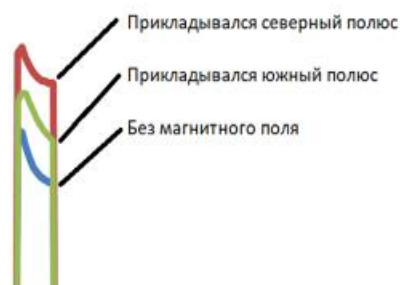 Прикладывался северный полюс
Прикладывался южный полюс
Без магнитного поля